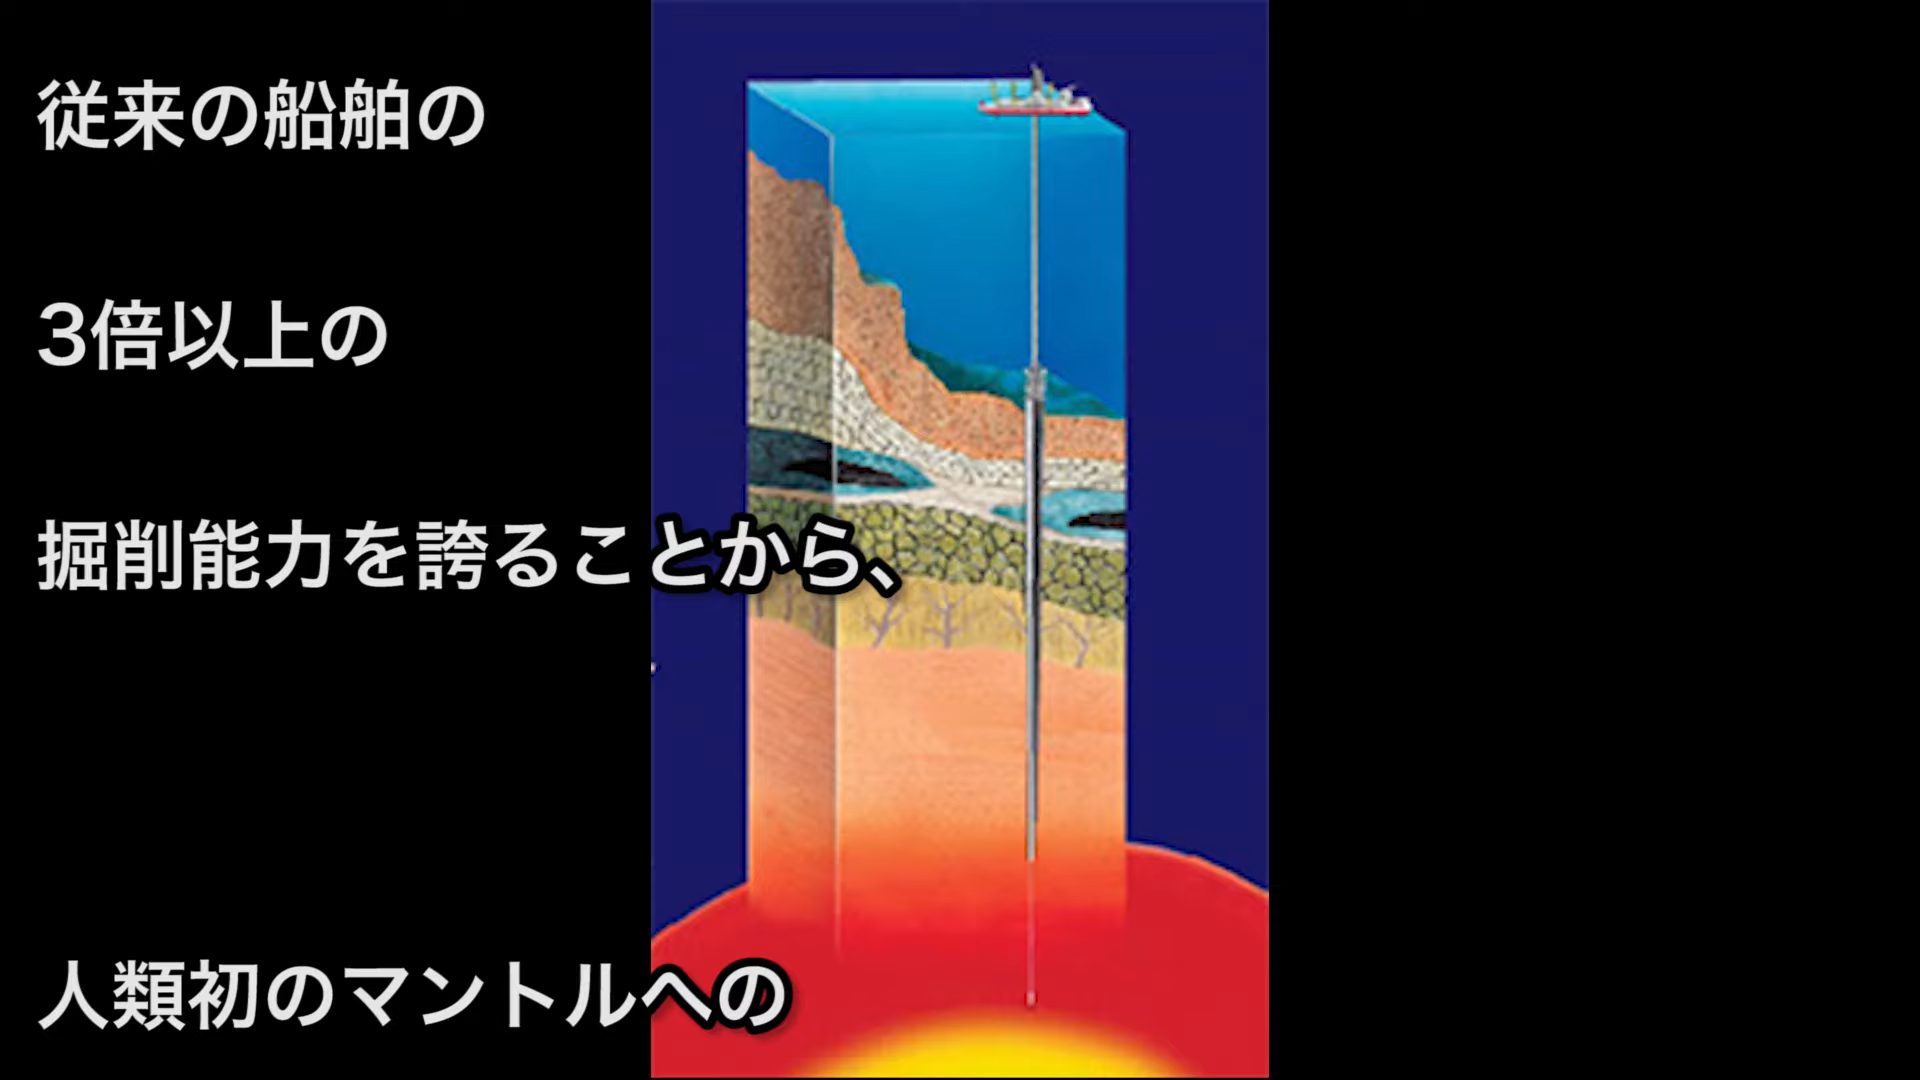 従来の船舶の
3倍以上の
掘削能力を誇ることから、
人類初のマントルへの